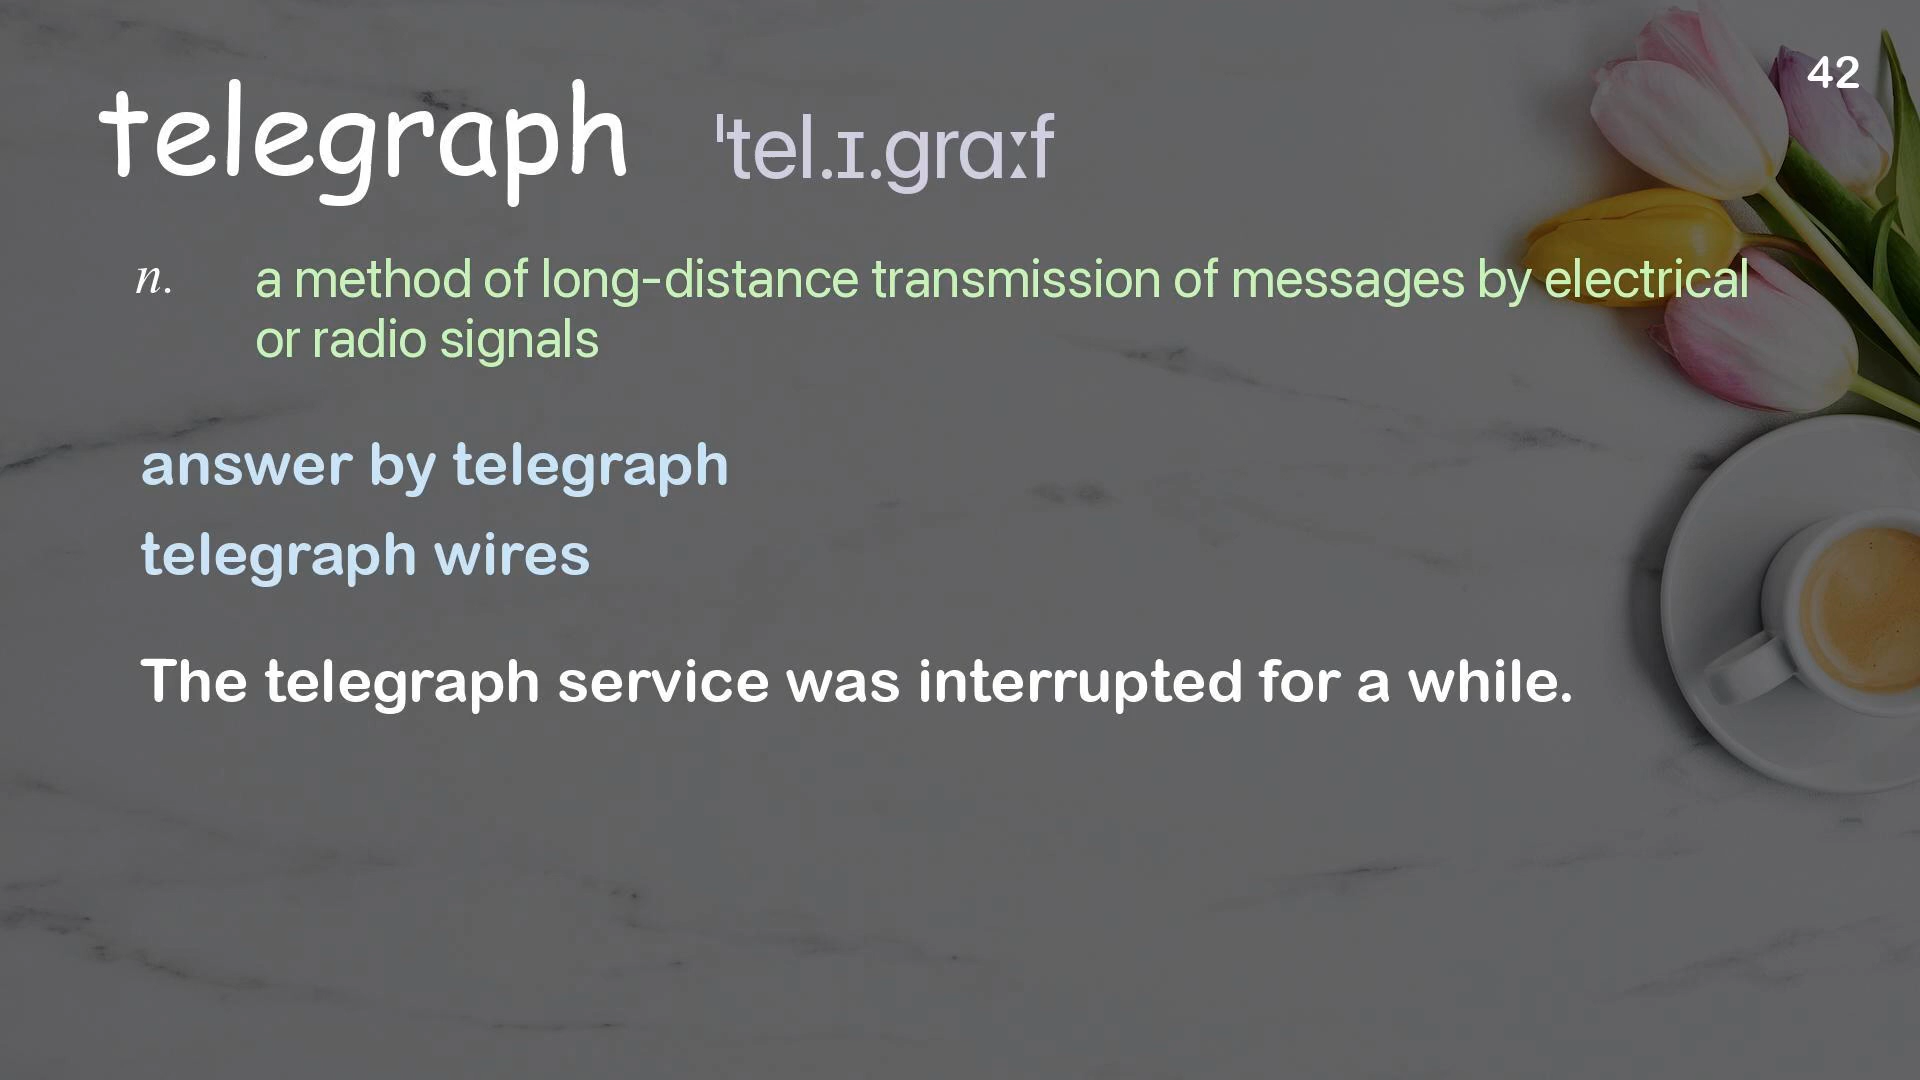 42
telegraph ˈtel.ɪ.ɡrɑːf
n. a method of long-distance transmission of messages by electrical
or radio signals
answer by telegraph
telegraph wires
The telegraph service was interrupted for a while.